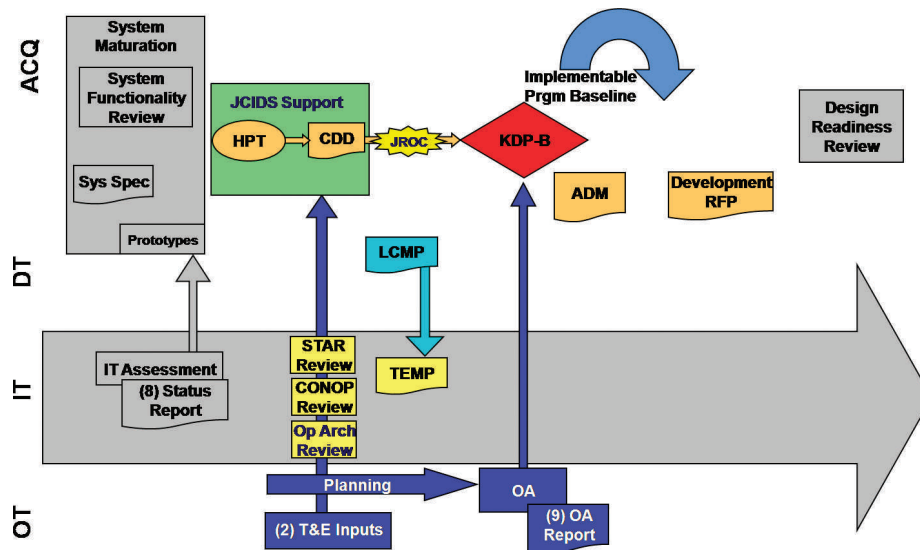 ACQ
System
Maturation
System
Functionality
Review
Sys Spec
Prototypes
JCIDS Support
HPT
CDD
JROC
KDP-B
Implementable
Prgm Baseline
Design
Readiness
Review
ADM
Development
RFP
DT
LCMP
IT
IT Assessment
(8) Status
Report
STAR
Review
CONOP
Review
Op Arch
Review
TEMP
OT
Planning
(2) T&E Inputs
OA
(9) OA
Report